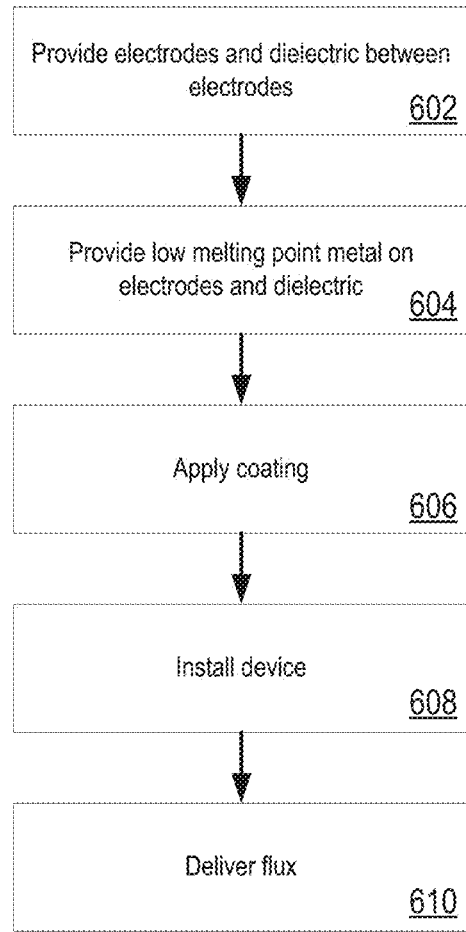 Provide electrodes and dielectric between
electrodes
602
Provide low melting point metal on
electrodes and dielectric
604
Apply coating
606
Install device
608
Deliver flux
610